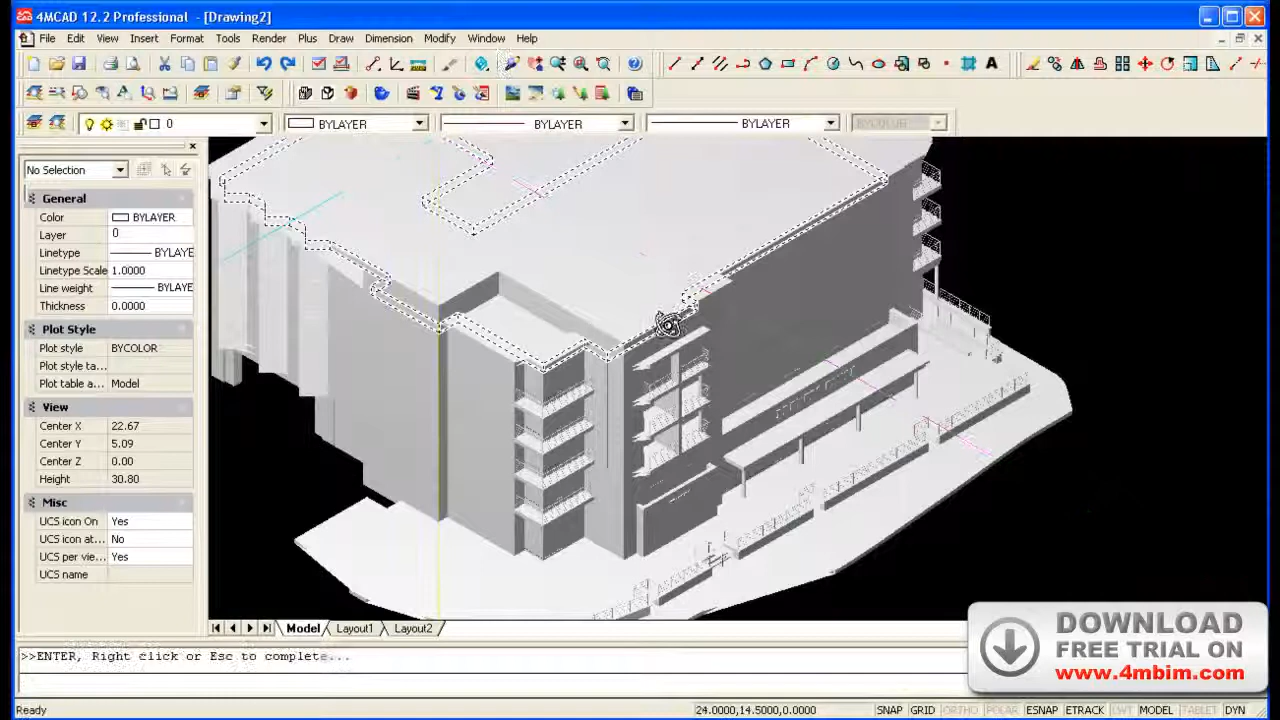 4MCAD 12.2 Professional - [Drawing2]
File Edit View Insert Format Tools Render Plus Draw Dimension Modify Window Help
0 BYLAYER BYLAYER BYLAYER BYCOLOR
No Selection
General
Color BYLAYER
Layer 0
Linetype BYLAYE
Linetype Scale 1.0000
Line weight BYLAYE
Thickness 0.0000
Plot Style
Plot style BYCOLOR
Plot style ta...
Plot table a... Model
View
Center X 22.67
Center Y 5.09
Center Z 0.00
Height 30.80
Misc
UCS icon On Yes
UCS icon at... No
UCS per vie... Yes
UCS name
Model Layout1 Layout2
>>ENTER, Right click or Esc to complete...
DOWNLOAD
FREE TRIAL ON
www.4mbim.com
Ready 24.0000,14.5000,0.0000 SNAP GRID ORTHO POLAR ESNAP ETRACK LWT MODEL TABLET DYN